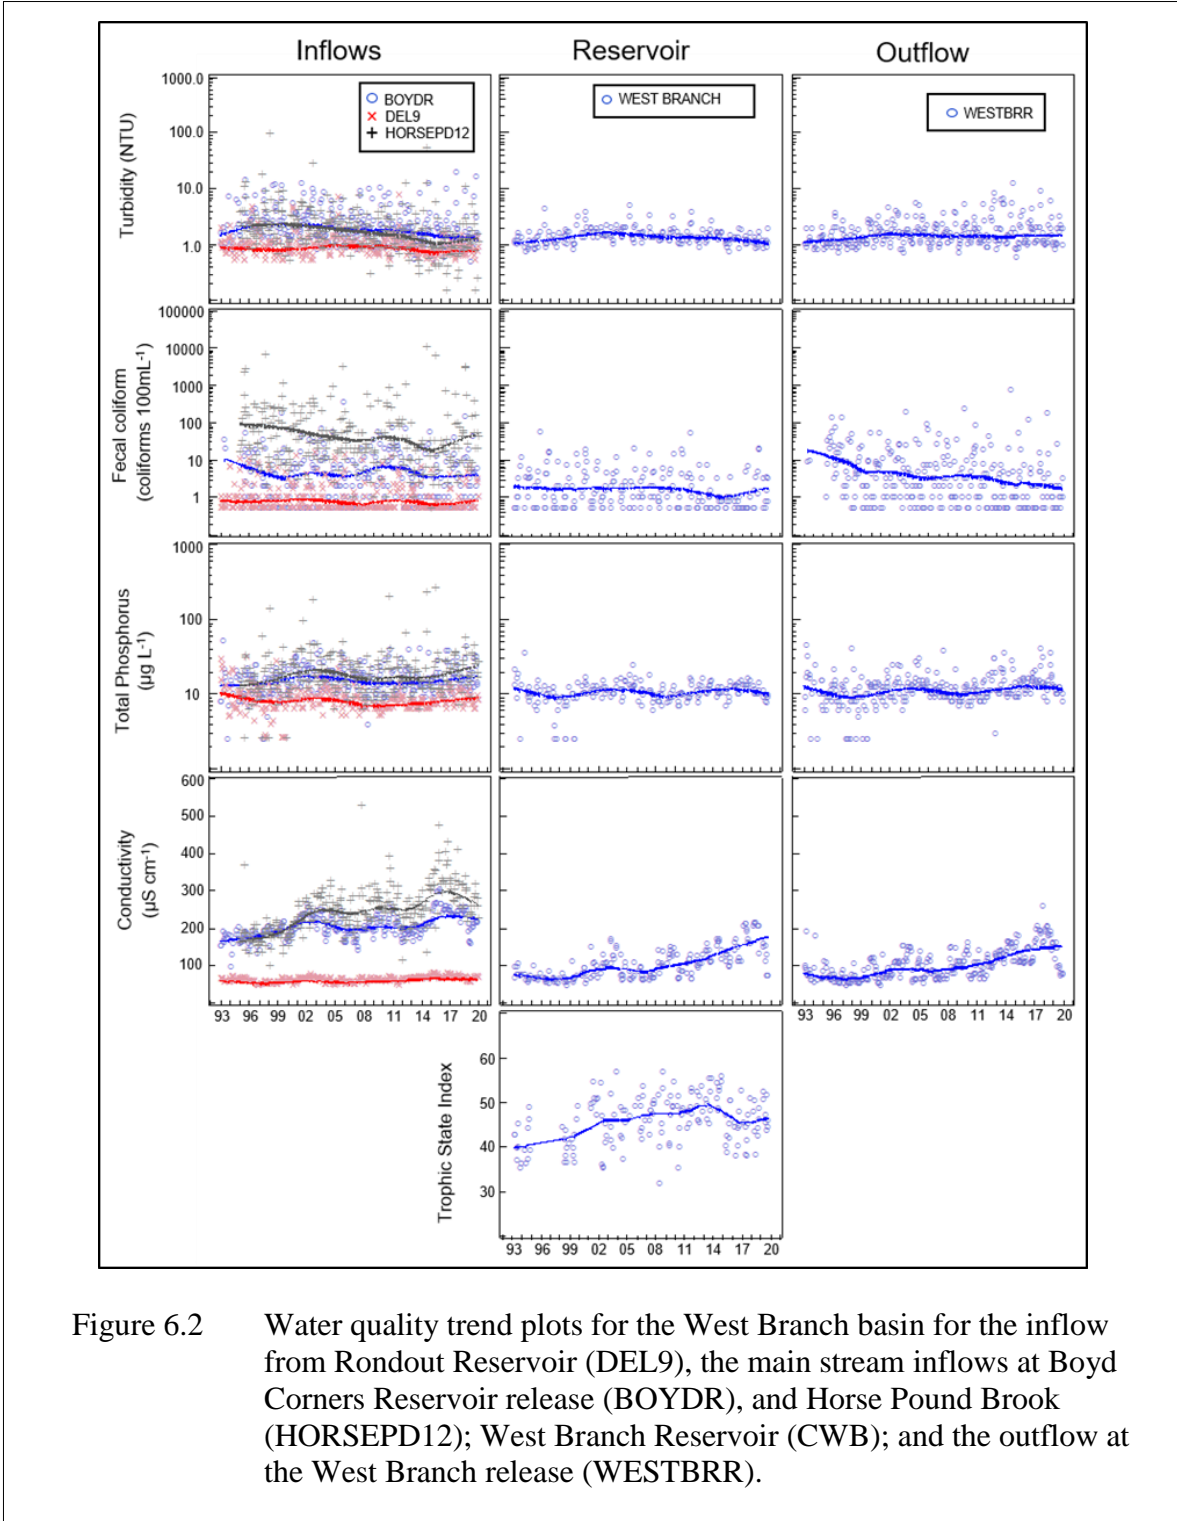 Inflows
Reservoir
Outflow
Turbidity (NTU)
1000.0
100.0
10.0
1.0
BOYDR
DEL9
HORSEPD12
WEST BRANCH
WESTBRR
Fecal coliform
(coliforms 100mL-1)
100000
10000
1000
100
10
1
Total Phosphorus
(µg L-1)
1000
100
10
Conductivity
(µS cm-1)
600
500
400
300
200
100
93 96 99 02 05 08 11 14 17 20
93 96 99 02 05 08 11 14 17 20
Trophic State Index
60
50
40
30
93 96 99 02 05 08 11 14 17 20
Figure 6.2 Water quality trend plots for the West Branch basin for the inflow
from Rondout Reservoir (DEL9), the main stream inflows at Boyd
Corners Reservoir release (BOYDR), and Horse Pound Brook
(HORSEPD12); West Branch Reservoir (CWB); and the outflow at
the West Branch release (WESTBRR).